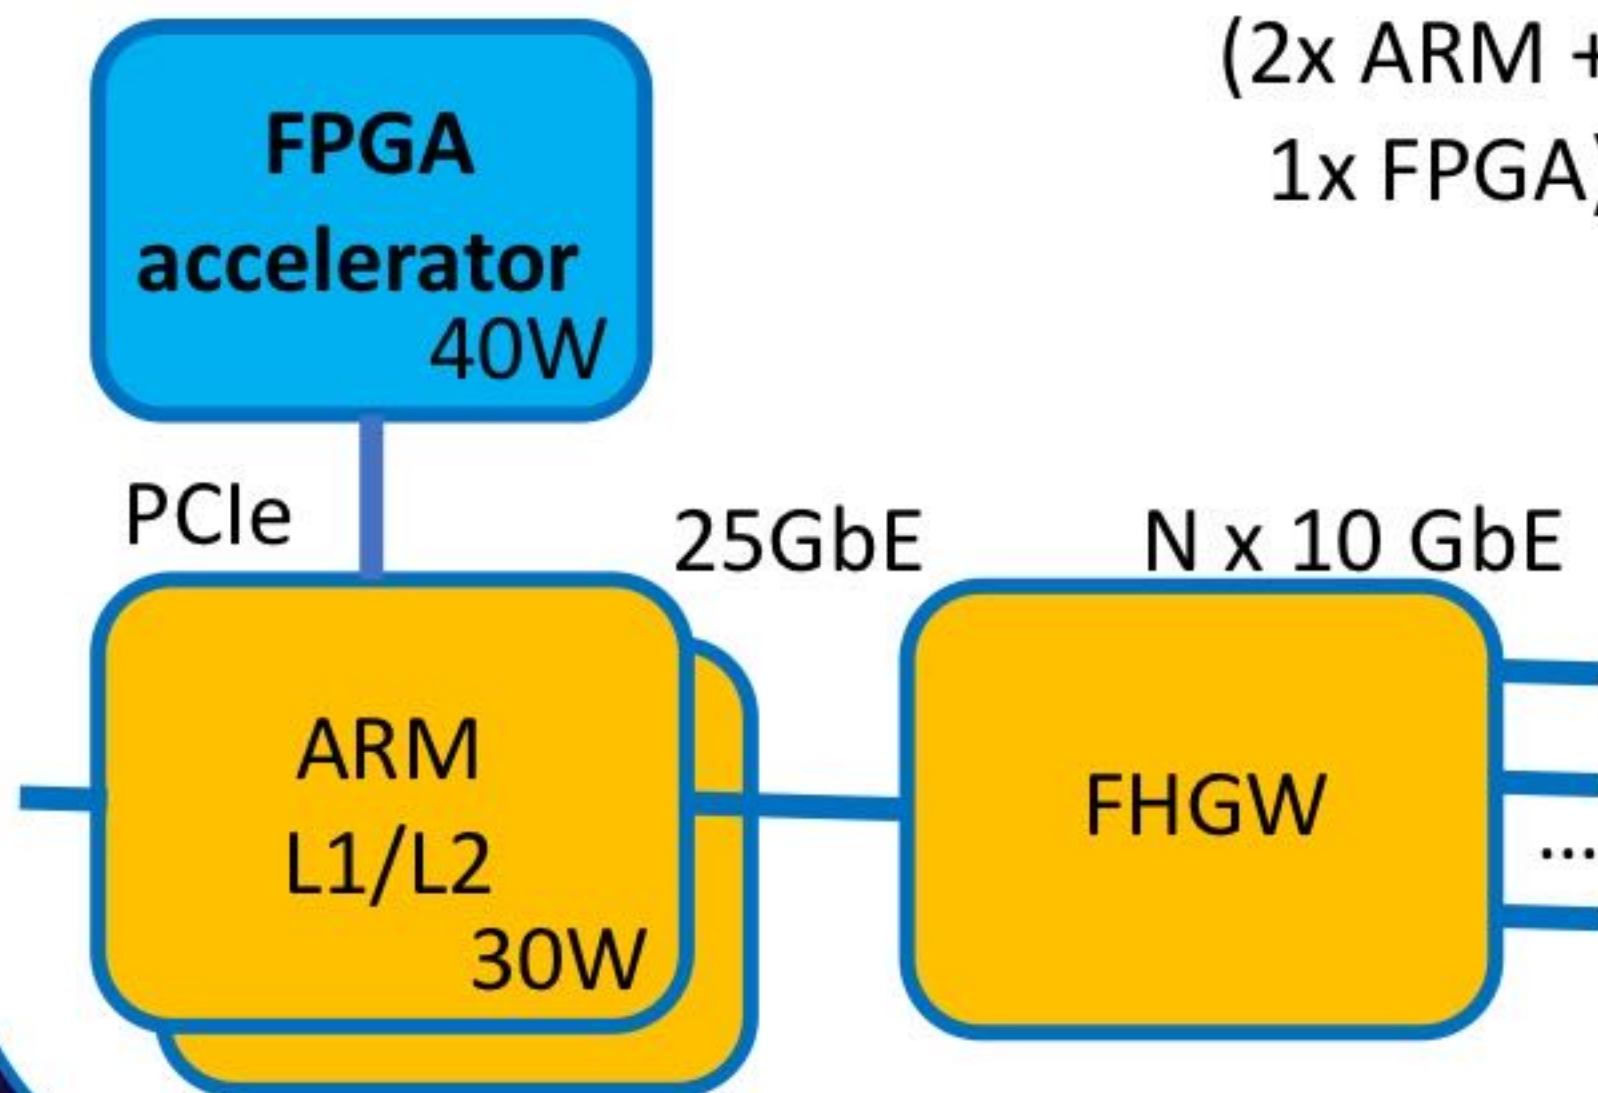 (2x ARM +
1x FPGA)
FPGA
accelerator
40W
PCIe
25GbE
N x 10 GbE
ARM
L1/L2
30W
FHGW
...